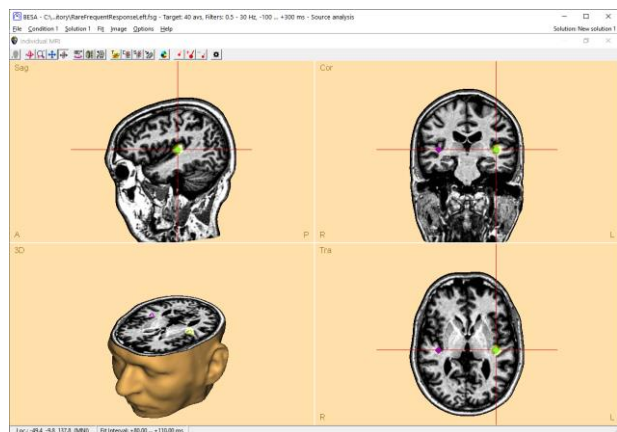 BESA - C:\...tory\RareFrequentResponseLeft.fsg - Target: 40 avs, Filters: 0.5 - 30 Hz, -100 ... +300 ms - Source analysis
File Condition 1 Solution 1 Fit Image Options Help
Solution: New solution 1
Individual MRI
Sag
A
P
Cor
R
L
3D
Tra
R
L
Fit Interval: +80.00 ... +110.00 ms